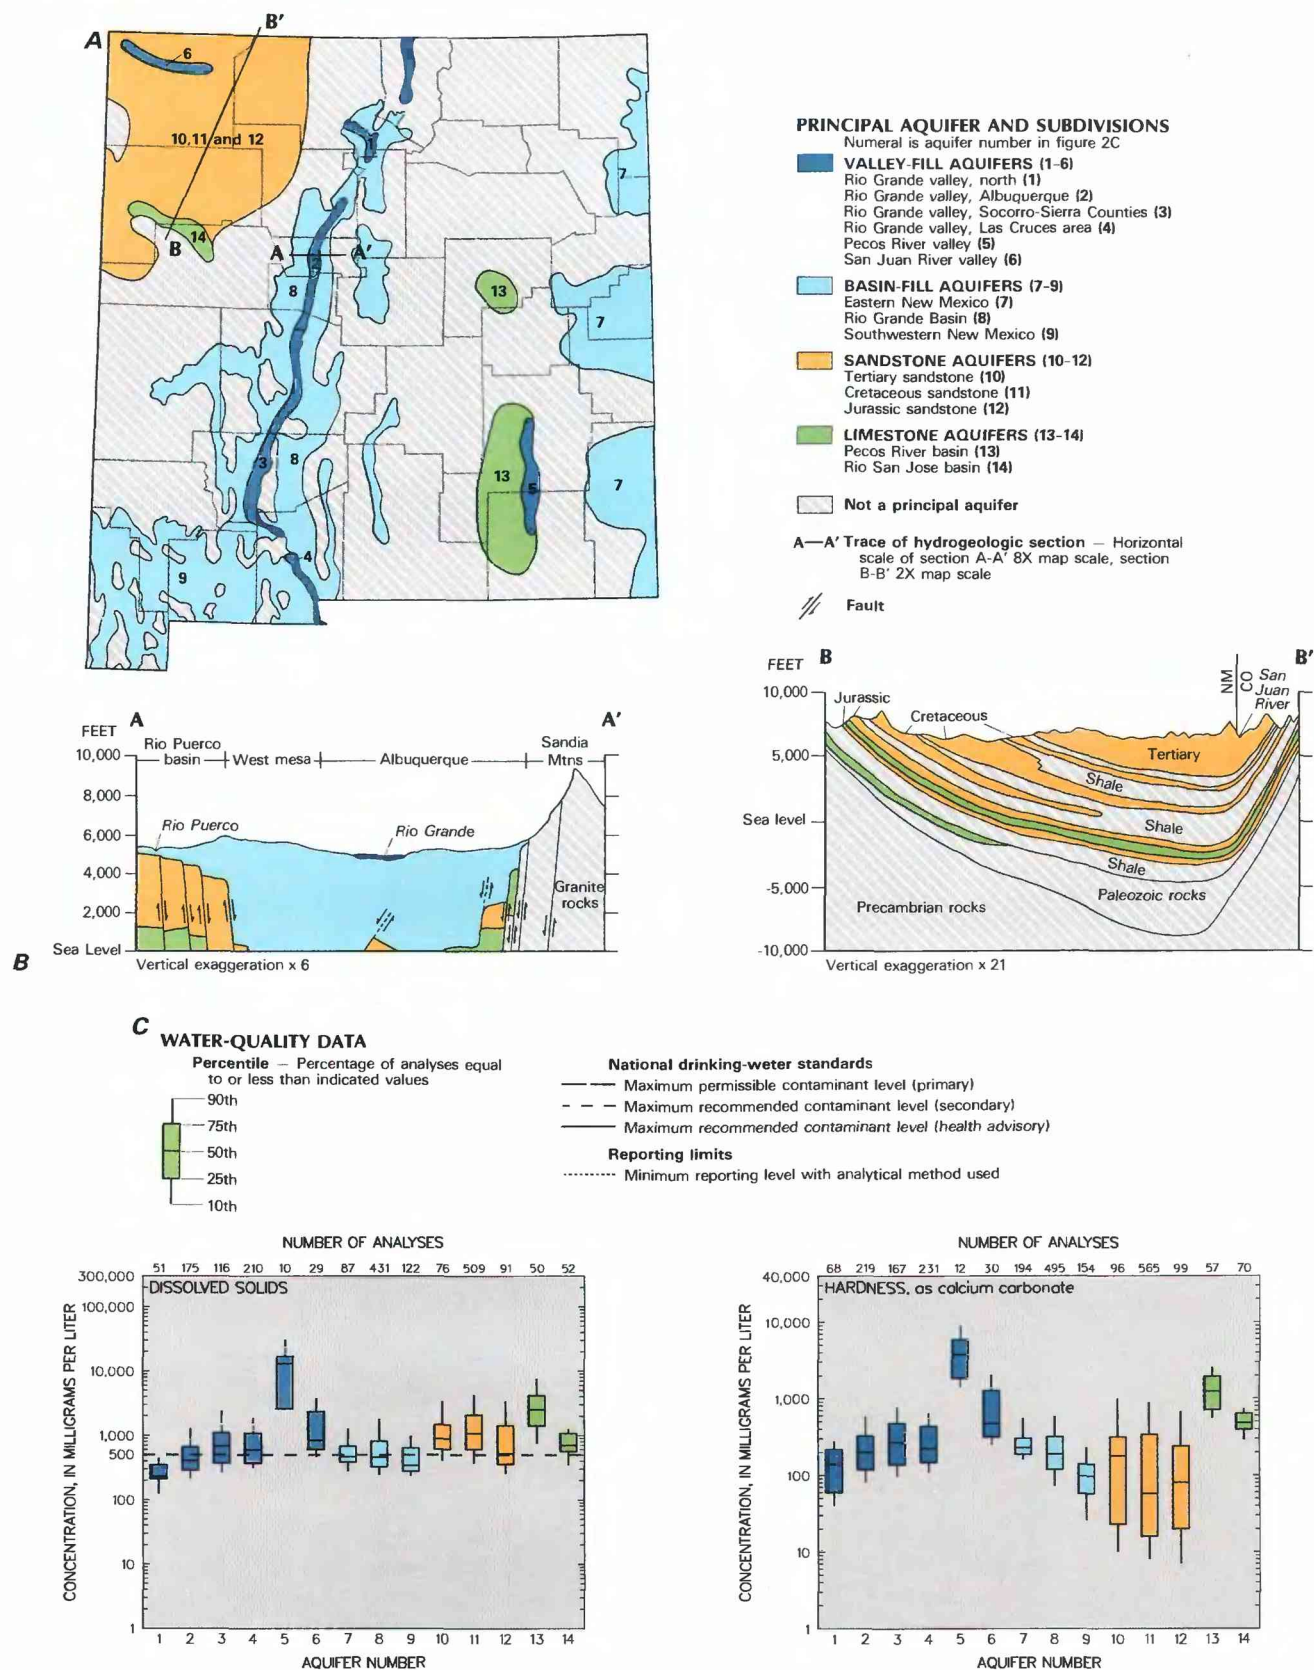 A
B'
6
10,11 and 12
14
B
1
7
A
A'
2
8
13
7
3
8
13
5
7
4
9
PRINCIPAL AQUIFER AND SUBDIVISIONS
Numeral is aquifer number in figure 2C
VALLEY-FILL AQUIFERS (1-6)
Rio Grande valley, north (1)
Rio Grande valley, Albuquerque (2)
Rio Grande valley, Socorro-Sierra Counties (3)
Rio Grande valley, Las Cruces area (4)
Pecos River valley (5)
San Juan River valley (6)
BASIN-FILL AQUIFERS (7-9)
Eastern New Mexico (7)
Rio Grande Basin (8)
Southwestern New Mexico (9)
SANDSTONE AQUIFERS (10-12)
Tertiary sandstone (10)
Cretaceous sandstone (11)
Jurassic sandstone (12)
LIMESTONE AQUIFERS (13-14)
Pecos River basin (13)
Rio San Jose basin (14)
Not a principal aquifer
A—A' Trace of hydrogeologic section — Horizontal
scale of section A-A' 8X map scale, section
B-B' 2X map scale
Fault
B
A
A'
FEET
Rio Puerco
basin
West mesa
Albuquerque
Sandia
Mtns
10,000
8,000
6,000
4,000
2,000
Sea Level
Rio Puerco
Rio Grande
Granite
rocks
Vertical exaggeration x 6
FEET
B
B'
NM
CO
San
Juan
River
10,000
5,000
Sea level
-5,000
-10,000
Jurassic
Cretaceous
Tertiary
Shale
Shale
Shale
Paleozoic rocks
Precambrian rocks
Vertical exaggeration x 21
C
WATER-QUALITY DATA
Percentile — Percentage of analyses equal
to or less than indicated values
90th
75th
50th
25th
10th
National drinking-weter standards
Maximum permissible contaminant level (primary)
Maximum recommended contaminant level (secondary)
Maximum recommended contaminant level (health advisory)
Reporting limits
Minimum reporting level with analytical method used
NUMBER OF ANALYSES
51 175 116 210 10 29 87 431 122 76 509 91 50 52
DISSOLVED SOLIDS
CONCENTRATION, IN MILLIGRAMS PER LITER
300,000
100,000
10,000
1,000
500
100
10
1
1 2 3 4 5 6 7 8 9 10 11 12 13 14
AQUIFER NUMBER
NUMBER OF ANALYSES
68 219 167 231 12 30 194 495 154 96 565 99 57 70
HARDNESS, as calcium carbonate
CONCENTRATION, IN MILLIGRAMS PER LITER
40,000
10,000
1,000
100
10
1
1 2 3 4 5 6 7 8 9 10 11 12 13 14
AQUIFER NUMBER